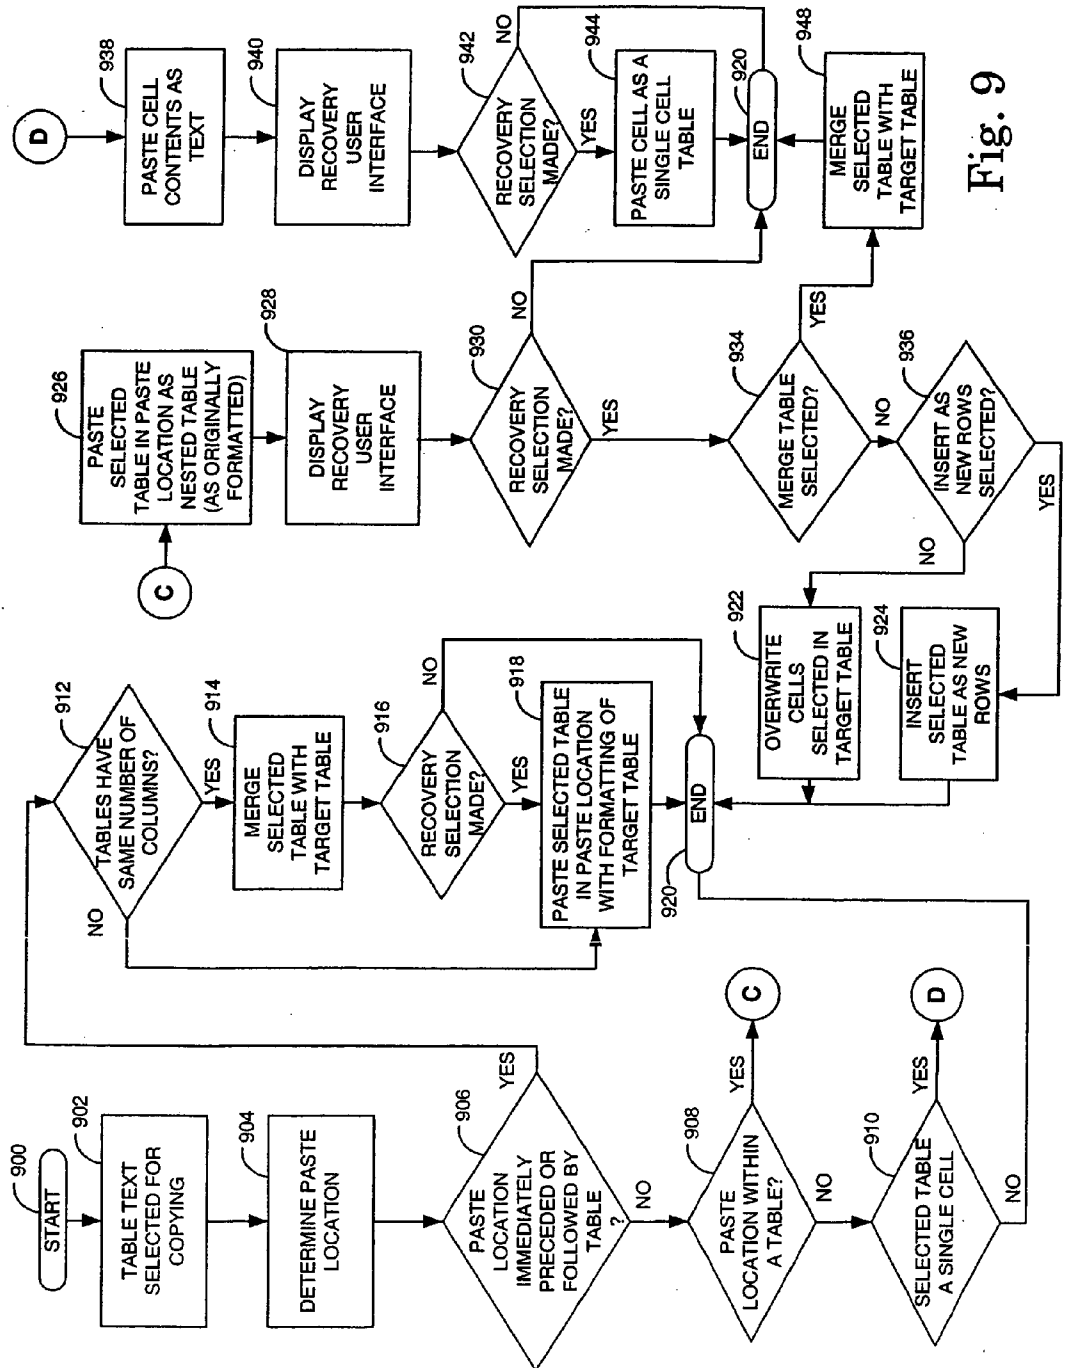 900
START
902
TABLE TEXT
SELECTED FOR
COPYING
904
DETERMINE PASTE
LOCATION
906
PASTE
LOCATION
IMMEDIATELY
PRECEDED OR
FOLLOWED BY
TABLE
?
YES
NO
908
PASTE
LOCATION WITHIN
A TABLE?
YES
C
NO
910
SELECTED TABLE
A SINGLE CELL
YES
D
NO
912
TABLES HAVE
SAME NUMBER OF
COLUMNS?
NO
YES
914
MERGE
SELECTED
TABLE WITH
TARGET TABLE
916
RECOVERY
SELECTION
MADE?
NO
YES
918
PASTE SELECTED TABLE
IN PASTE LOCATION
WITH FORMATTING OF
TARGET TABLE
920
END
C
926
PASTE
SELECTED
TABLE IN PASTE
LOCATION AS
NESTED TABLE
(AS ORIGINALLY
FORMATTED)
928
DISPLAY
RECOVERY
USER
INTERFACE
930
RECOVERY
SELECTION
MADE?
NO
YES
934
MERGE TABLE
SELECTED?
YES
NO
936
INSERT AS
NEW ROWS
SELECTED?
NO
YES
922
OVERWRITE
CELLS
SELECTED IN
TARGET TABLE
924
INSERT
SELECTED
TABLE AS NEW
ROWS
D
938
PASTE CELL
CONTENTS AS
TEXT
940
DISPLAY
RECOVERY
USER
INTERFACE
942
RECOVERY
SELECTION
MADE?
NO
YES
944
PASTE CELL AS A
SINGLE CELL
TABLE
920
END
948
MERGE
SELECTED
TABLE WITH
TARGET TABLE
Fig. 9